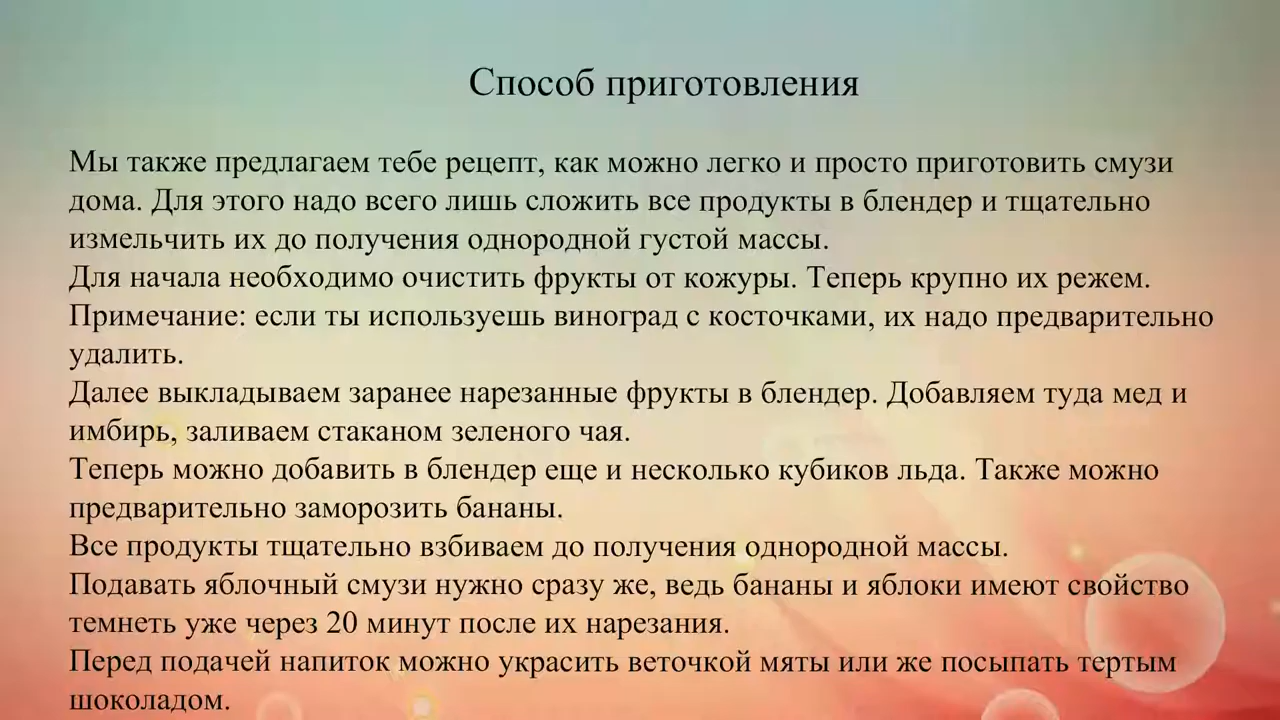 Способ приготовления
Мы также предлагаем тебе рецепт, как можно легко и просто приготовить смузи
дома. Для этого надо всего лишь сложить все продукты в блендер и тщательно
измельчить их до получения однородной густой массы.
Для начала необходимо очистить фрукты от кожуры. Теперь крупно их режем.
Примечание: если ты используешь виноград с косточками, их надо предварительно
удалить.
Далее выкладываем заранее нарезанные фрукты в блендер. Добавляем туда мед и
имбирь, заливаем стаканом зеленого чая.
Теперь можно добавить в блендер еще и несколько кубиков льда. Также можно
предварительно заморозить бананы.
Все продукты тщательно взбиваем до получения однородной массы.
Подавать яблочный смузи нужно сразу же, ведь бананы и яблоки имеют свойство
темнеть уже через 20 минут после их нарезания.
Перед подачей напиток можно украсить веточкой мяты или же посыпать тертым
шоколадом.